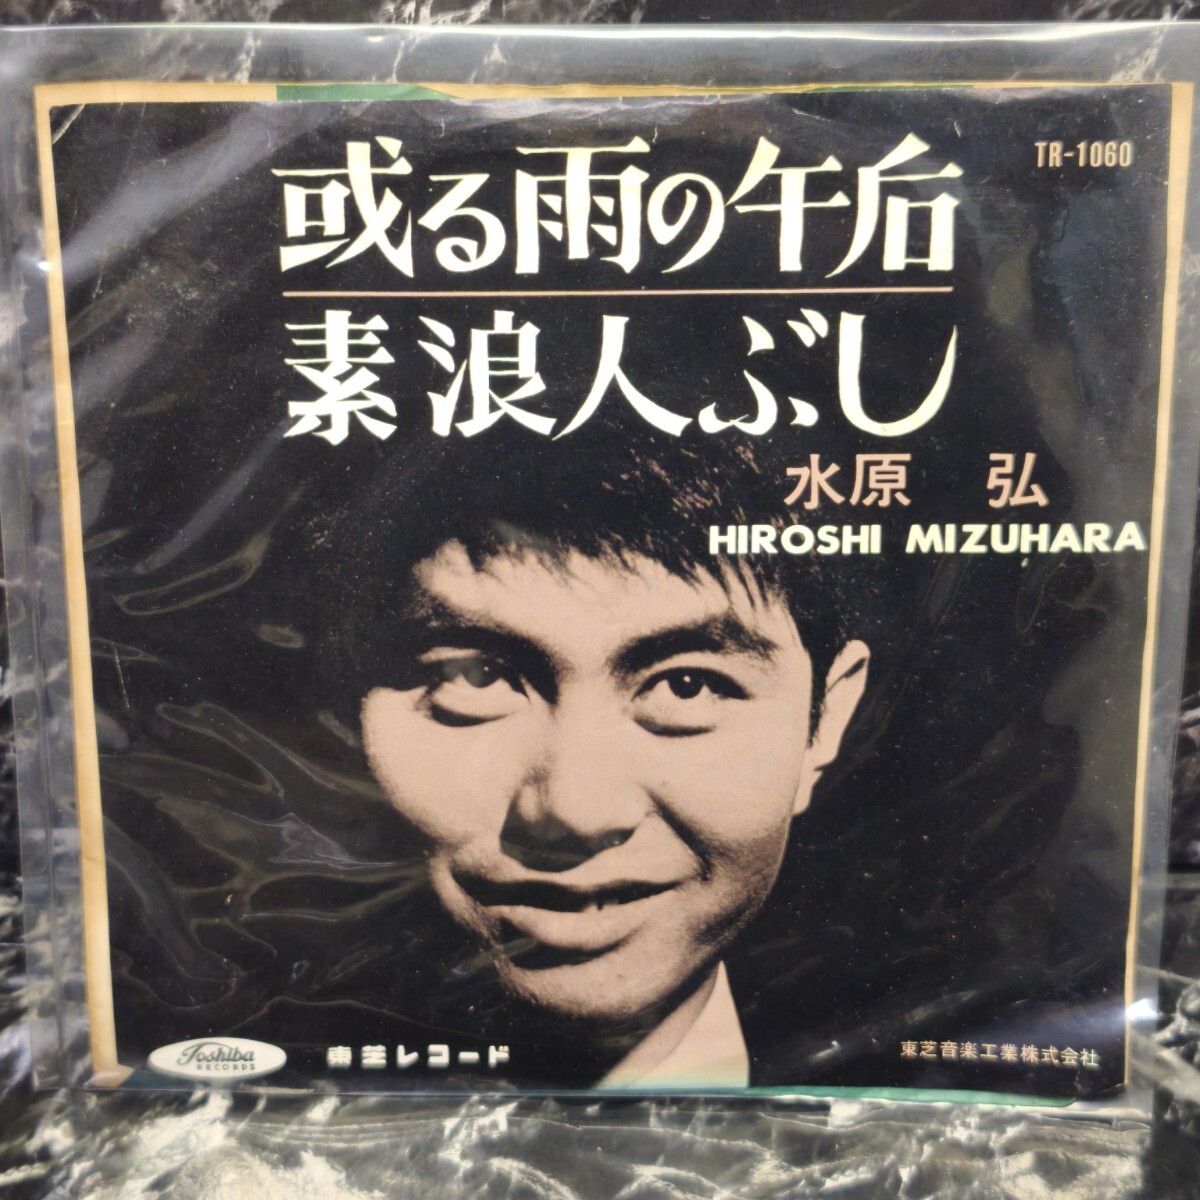 TR-1060
或る雨の午后
素浪人ぶし
水原 弘
HIROSHI MIZUHARA
Toshiba
RECORDS
東芝レコード
東芝音楽工業株式会社